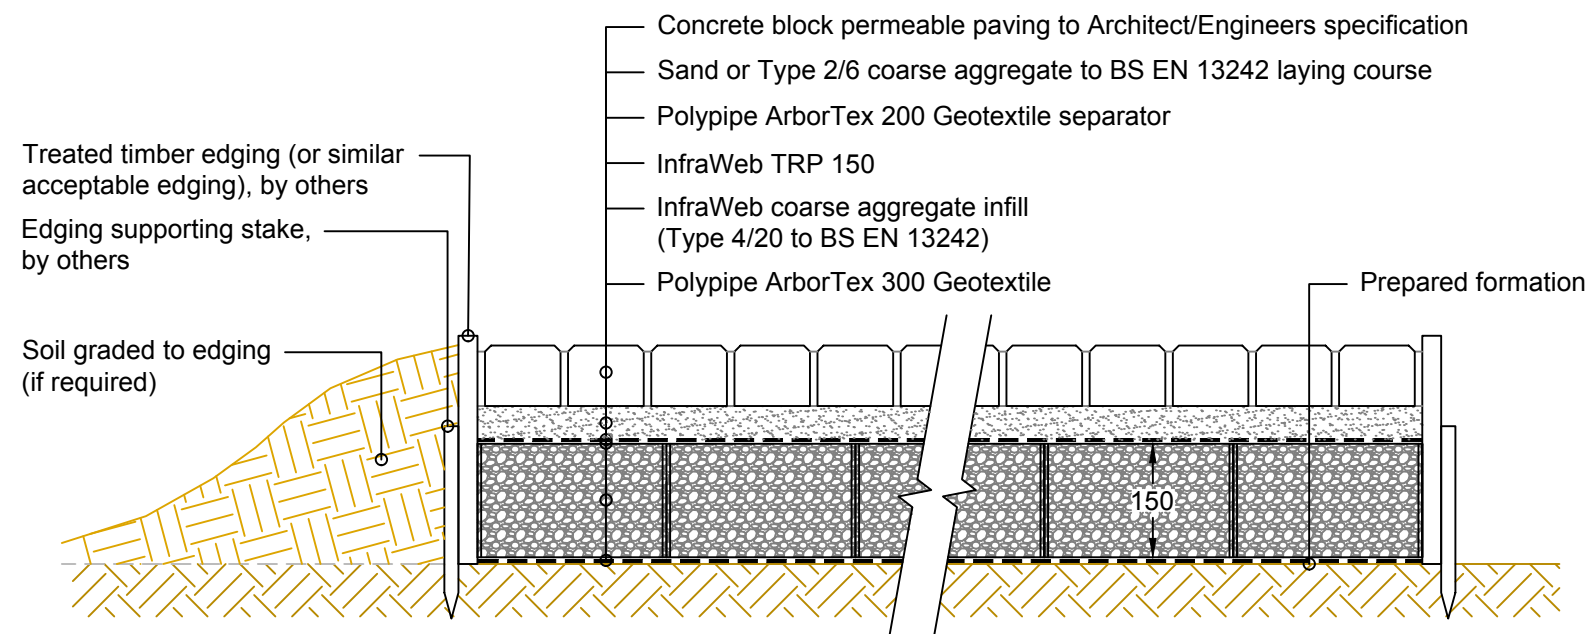 Concrete block permeable paving to Architect/Engineers specification
Sand or Type 2/6 coarse aggregate to BS EN 13242 laying course
Polypipe ArborTex 200 Geotextile separator
InfraWeb TRP 150
InfraWeb coarse aggregate infill
(Type 4/20 to BS EN 13242)
Polypipe ArborTex 300 Geotextile
Treated timber edging (or similar
acceptable edging), by others
Edging supporting stake,
by others
Soil graded to edging
(if required)
Prepared formation
150